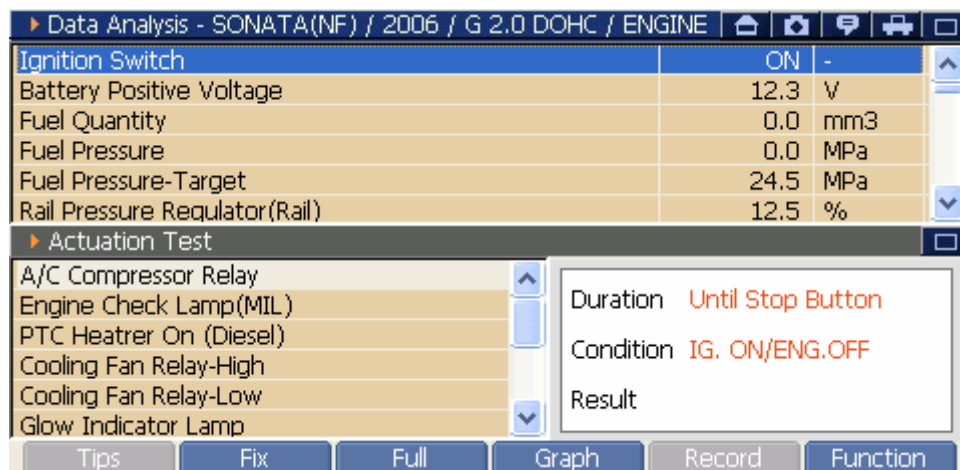 Data Analysis - SONATA(NF) / 2006 / G 2.0 DOHC / ENGINE
Ignition Switch ON -
Battery Positive Voltage 12.3 V
Fuel Quantity 0.0 mm3
Fuel Pressure 0.0 MPa
Fuel Pressure-Target 24.5 MPa
Rail Pressure Regulator(Rail) 12.5 %
Actuation Test
A/C Compressor Relay
Engine Check Lamp(MIL)
PTC Heatrer On (Diesel)
Cooling Fan Relay-High
Cooling Fan Relay-Low
Glow Indicator Lamp
Duration Until Stop Button
Condition IG. ON/ENG.OFF
Result
Tips Fix Full Graph Record Function